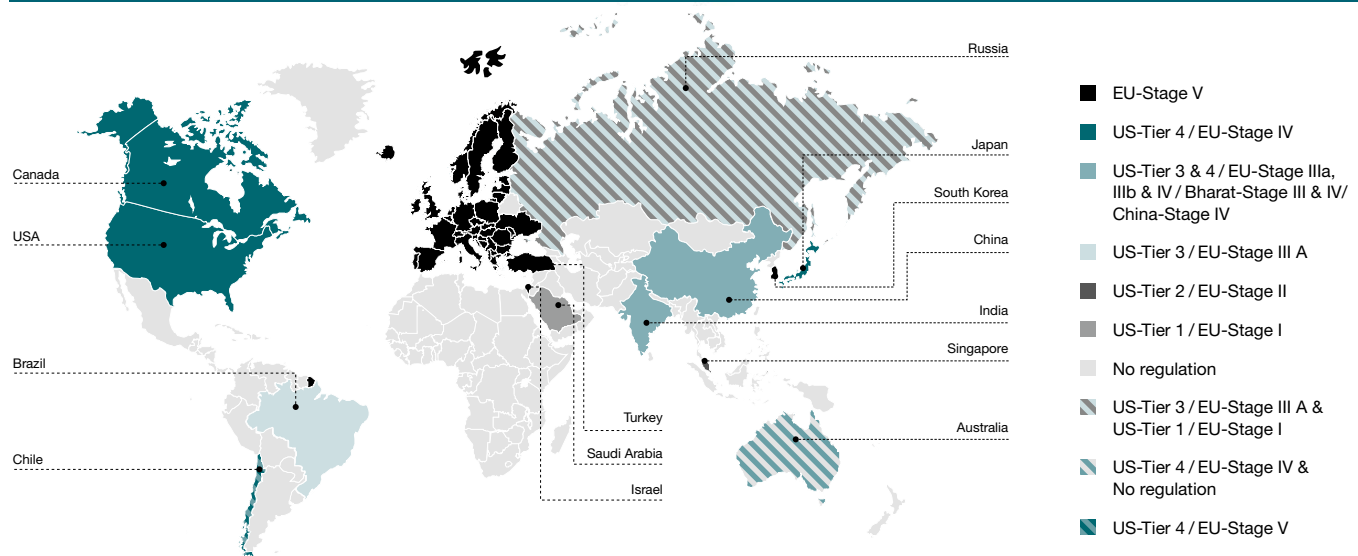 Canada
USA
Brazil
Chile
Turkey
Saudi Arabia
Israel
Russia
Japan
South Korea
China
India
Singapore
Australia
EU-Stage V
US-Tier 4 / EU-Stage IV
US-Tier 3 & 4 / EU-Stage IIIa,
IIIb & IV / Bharat-Stage III & IV/
China-Stage IV
US-Tier 3 / EU-Stage III A
US-Tier 2 / EU-Stage II
US-Tier 1 / EU-Stage I
No regulation
US-Tier 3 / EU-Stage III A &
US-Tier 1 / EU-Stage I
US-Tier 4 / EU-Stage IV &
No regulation
US-Tier 4 / EU-Stage V